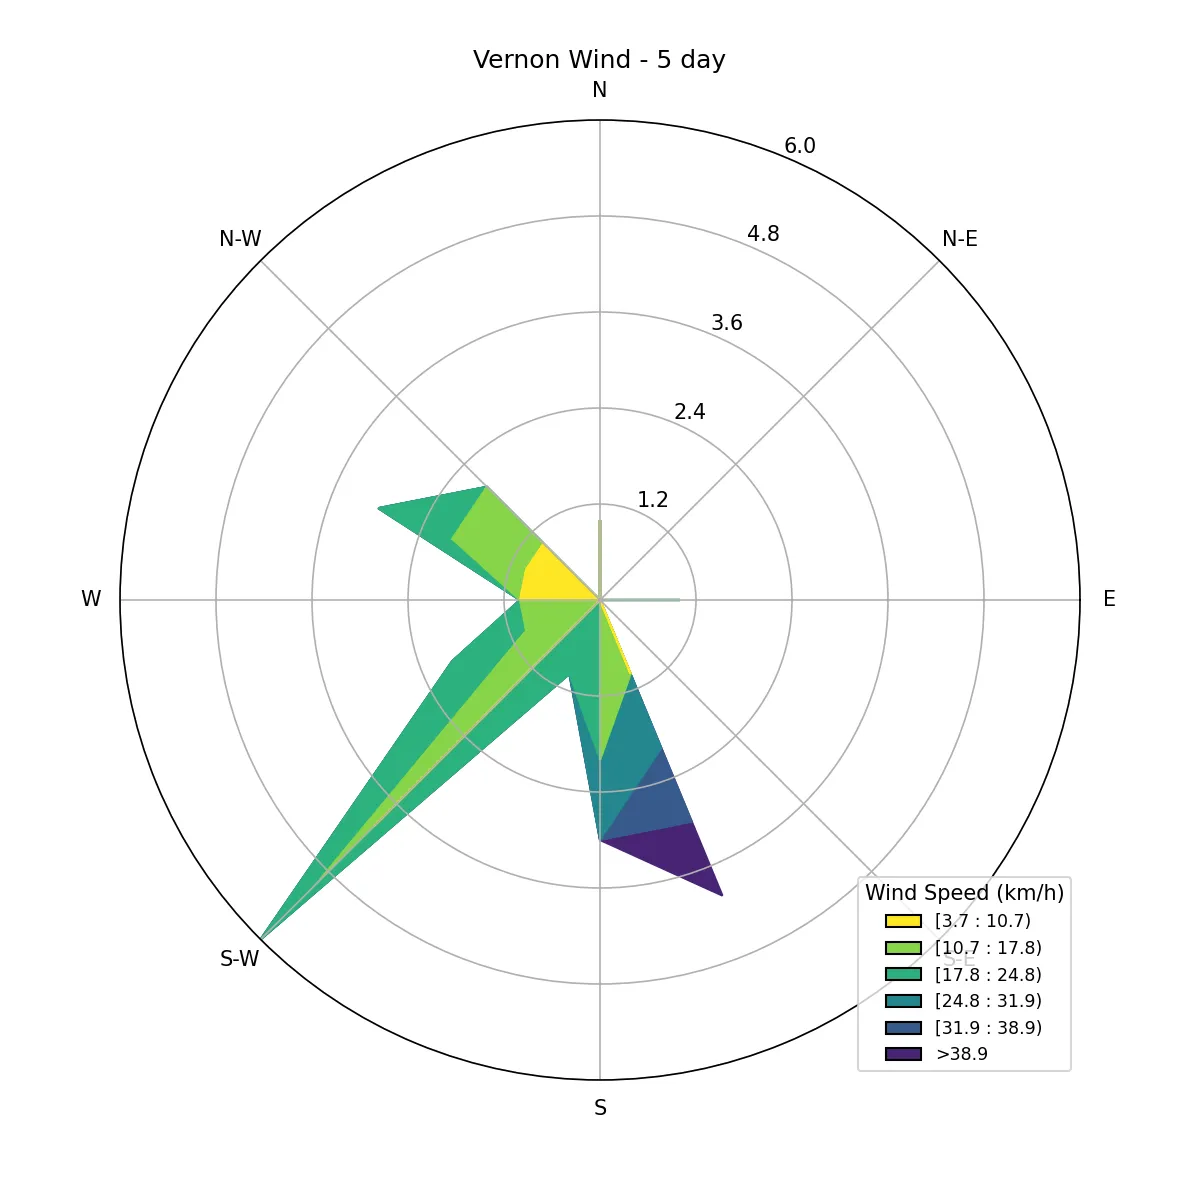 Vernon Wind - 5 day
N
6.0
N-W
4.8
N-E
3.6
2.4
1.2
W
E
S-W
S-E
S
Wind Speed (km/h)
[3.7 : 10.7)
[10.7 : 17.8)
[17.8 : 24.8)
[24.8 : 31.9)
[31.9 : 38.9)
>38.9